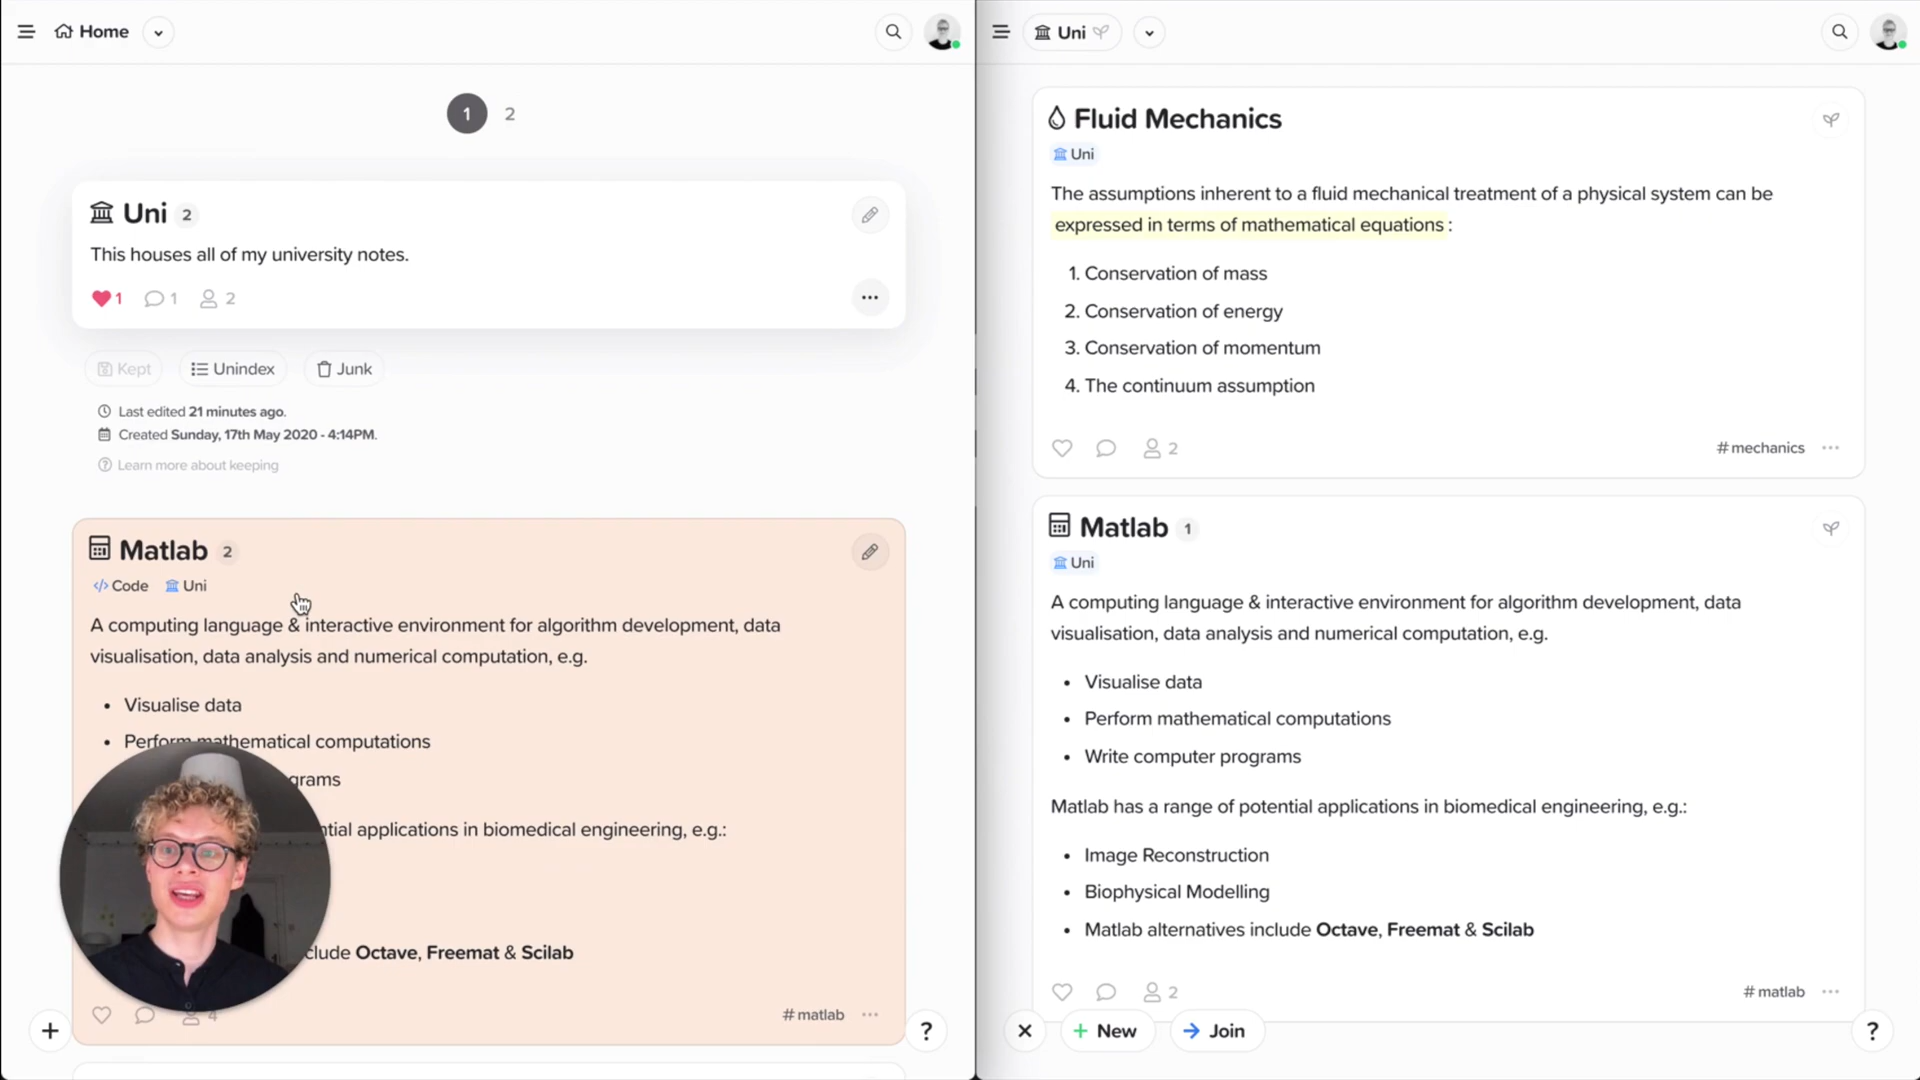 Home
1 2
Uni 2
This houses all of my university notes.
1 1 2
Kept Unindex Junk
Last edited 21 minutes ago.
Created Sunday, 17th May 2020 - 4:14PM.
Learn more about keeping
Matlab 2
Code Uni
A computing language & interactive environment for algorithm development, data
visualisation, data analysis and numerical computation, e.g.
• Visualise data
• Perform mathematical computations
applications in biomedical engineering, e.g.:
Octave, Freemat & Scilab
4
#matlab ...
+ ?
Uni
Fluid Mechanics
Uni
The assumptions inherent to a fluid mechanical treatment of a physical system can be
expressed in terms of mathematical equations :
1. Conservation of mass
2. Conservation of energy
3. Conservation of momentum
4. The continuum assumption
2 #mechanics ...
Matlab 1
Uni
A computing language & interactive environment for algorithm development, data
visualisation, data analysis and numerical computation, e.g.
• Visualise data
• Perform mathematical computations
• Write computer programs
Matlab has a range of potential applications in biomedical engineering, e.g.:
• Image Reconstruction
• Biophysical Modelling
• Matlab alternatives include Octave, Freemat & Scilab
2 #matlab ...
+ New → Join ?